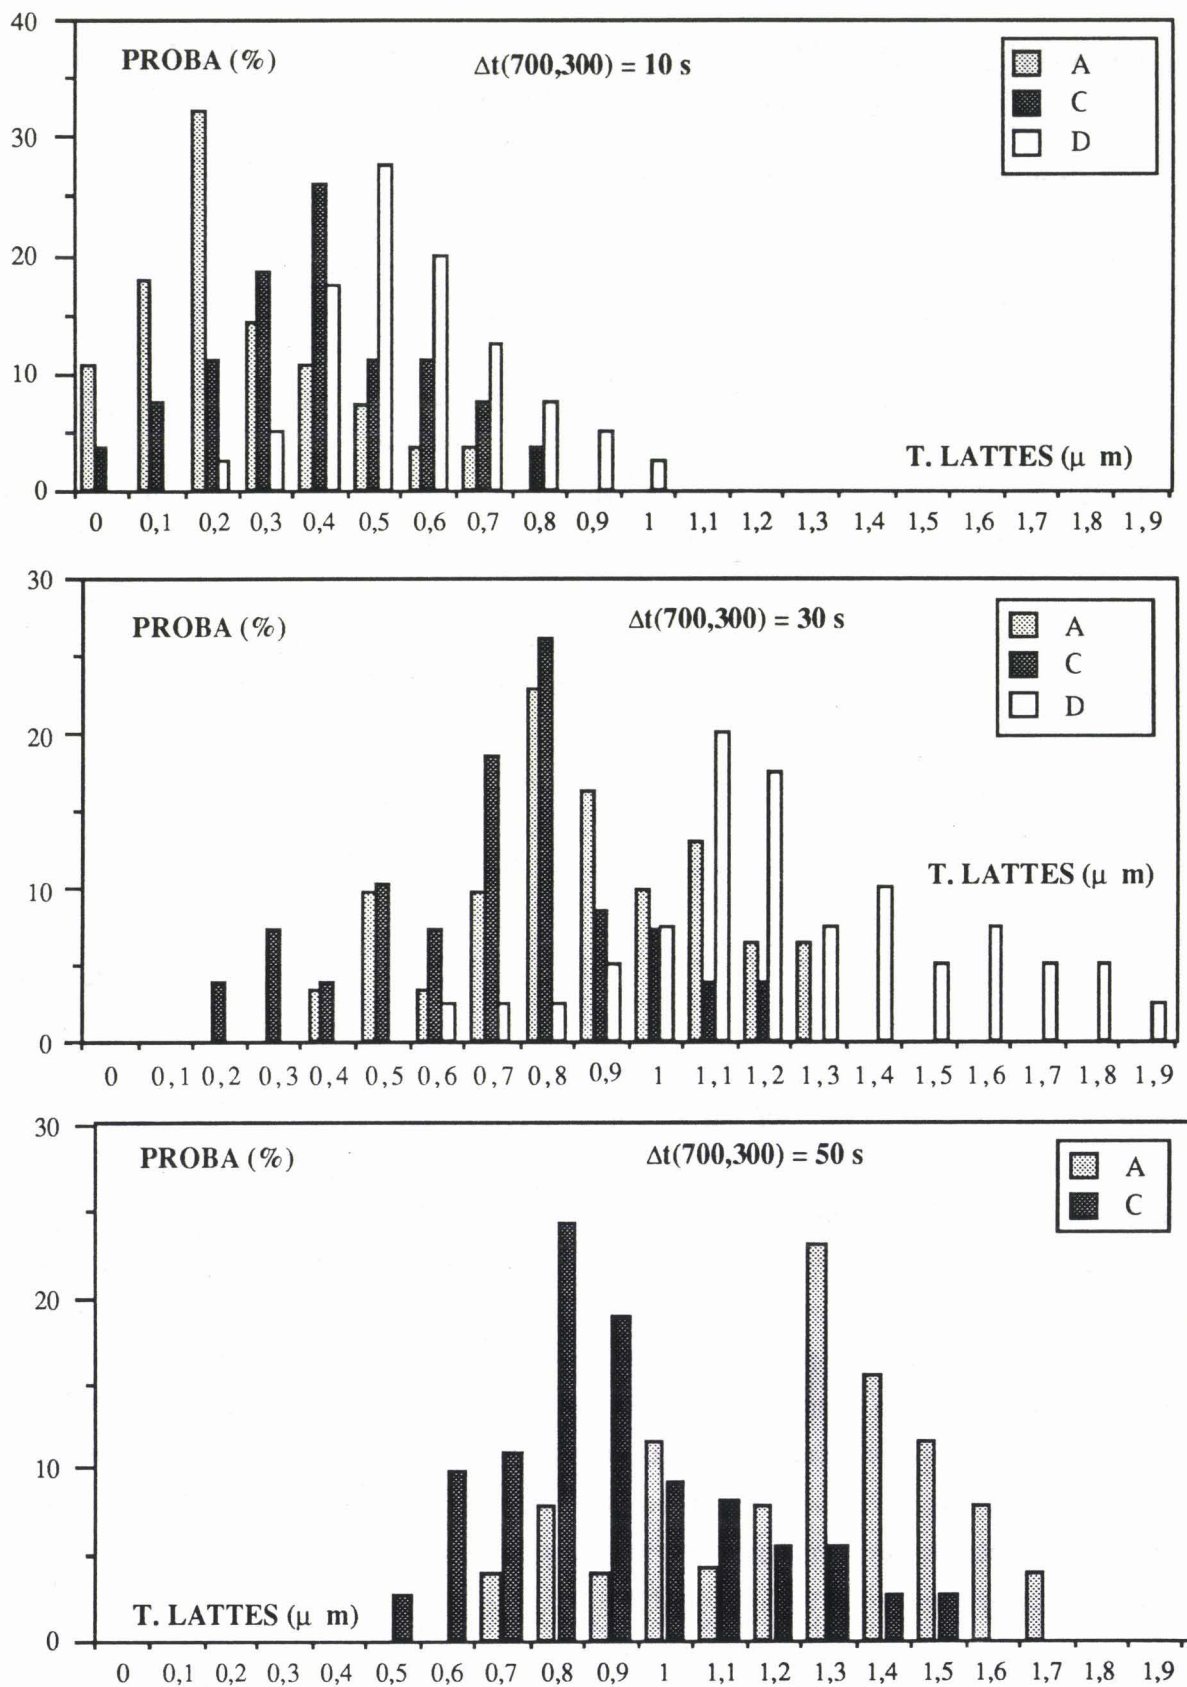 40
PROBA (%)
Δt(700,300) = 10 s
A
C
D
30
20
10
T. LATTES (μ m)
0
0 0,1 0,2 0,3 0,4 0,5 0,6 0,7 0,8 0,9 1 1,1 1,2 1,3 1,4 1,5 1,6 1,7 1,8 1,9
30
PROBA (%)
Δt(700,300) = 30 s
A
C
D
20
10
T. LATTES (μ m)
0
0 0,1 0,2 0,3 0,4 0,5 0,6 0,7 0,8 0,9 1 1,1 1,2 1,3 1,4 1,5 1,6 1,7 1,8 1,9
30
PROBA (%)
Δt(700,300) = 50 s
A
C
20
10
T. LATTES (μ m)
0
0 0,1 0,2 0,3 0,4 0,5 0,6 0,7 0,8 0,9 1 1,1 1,2 1,3 1,4 1,5 1,6 1,7 1,8 1,9